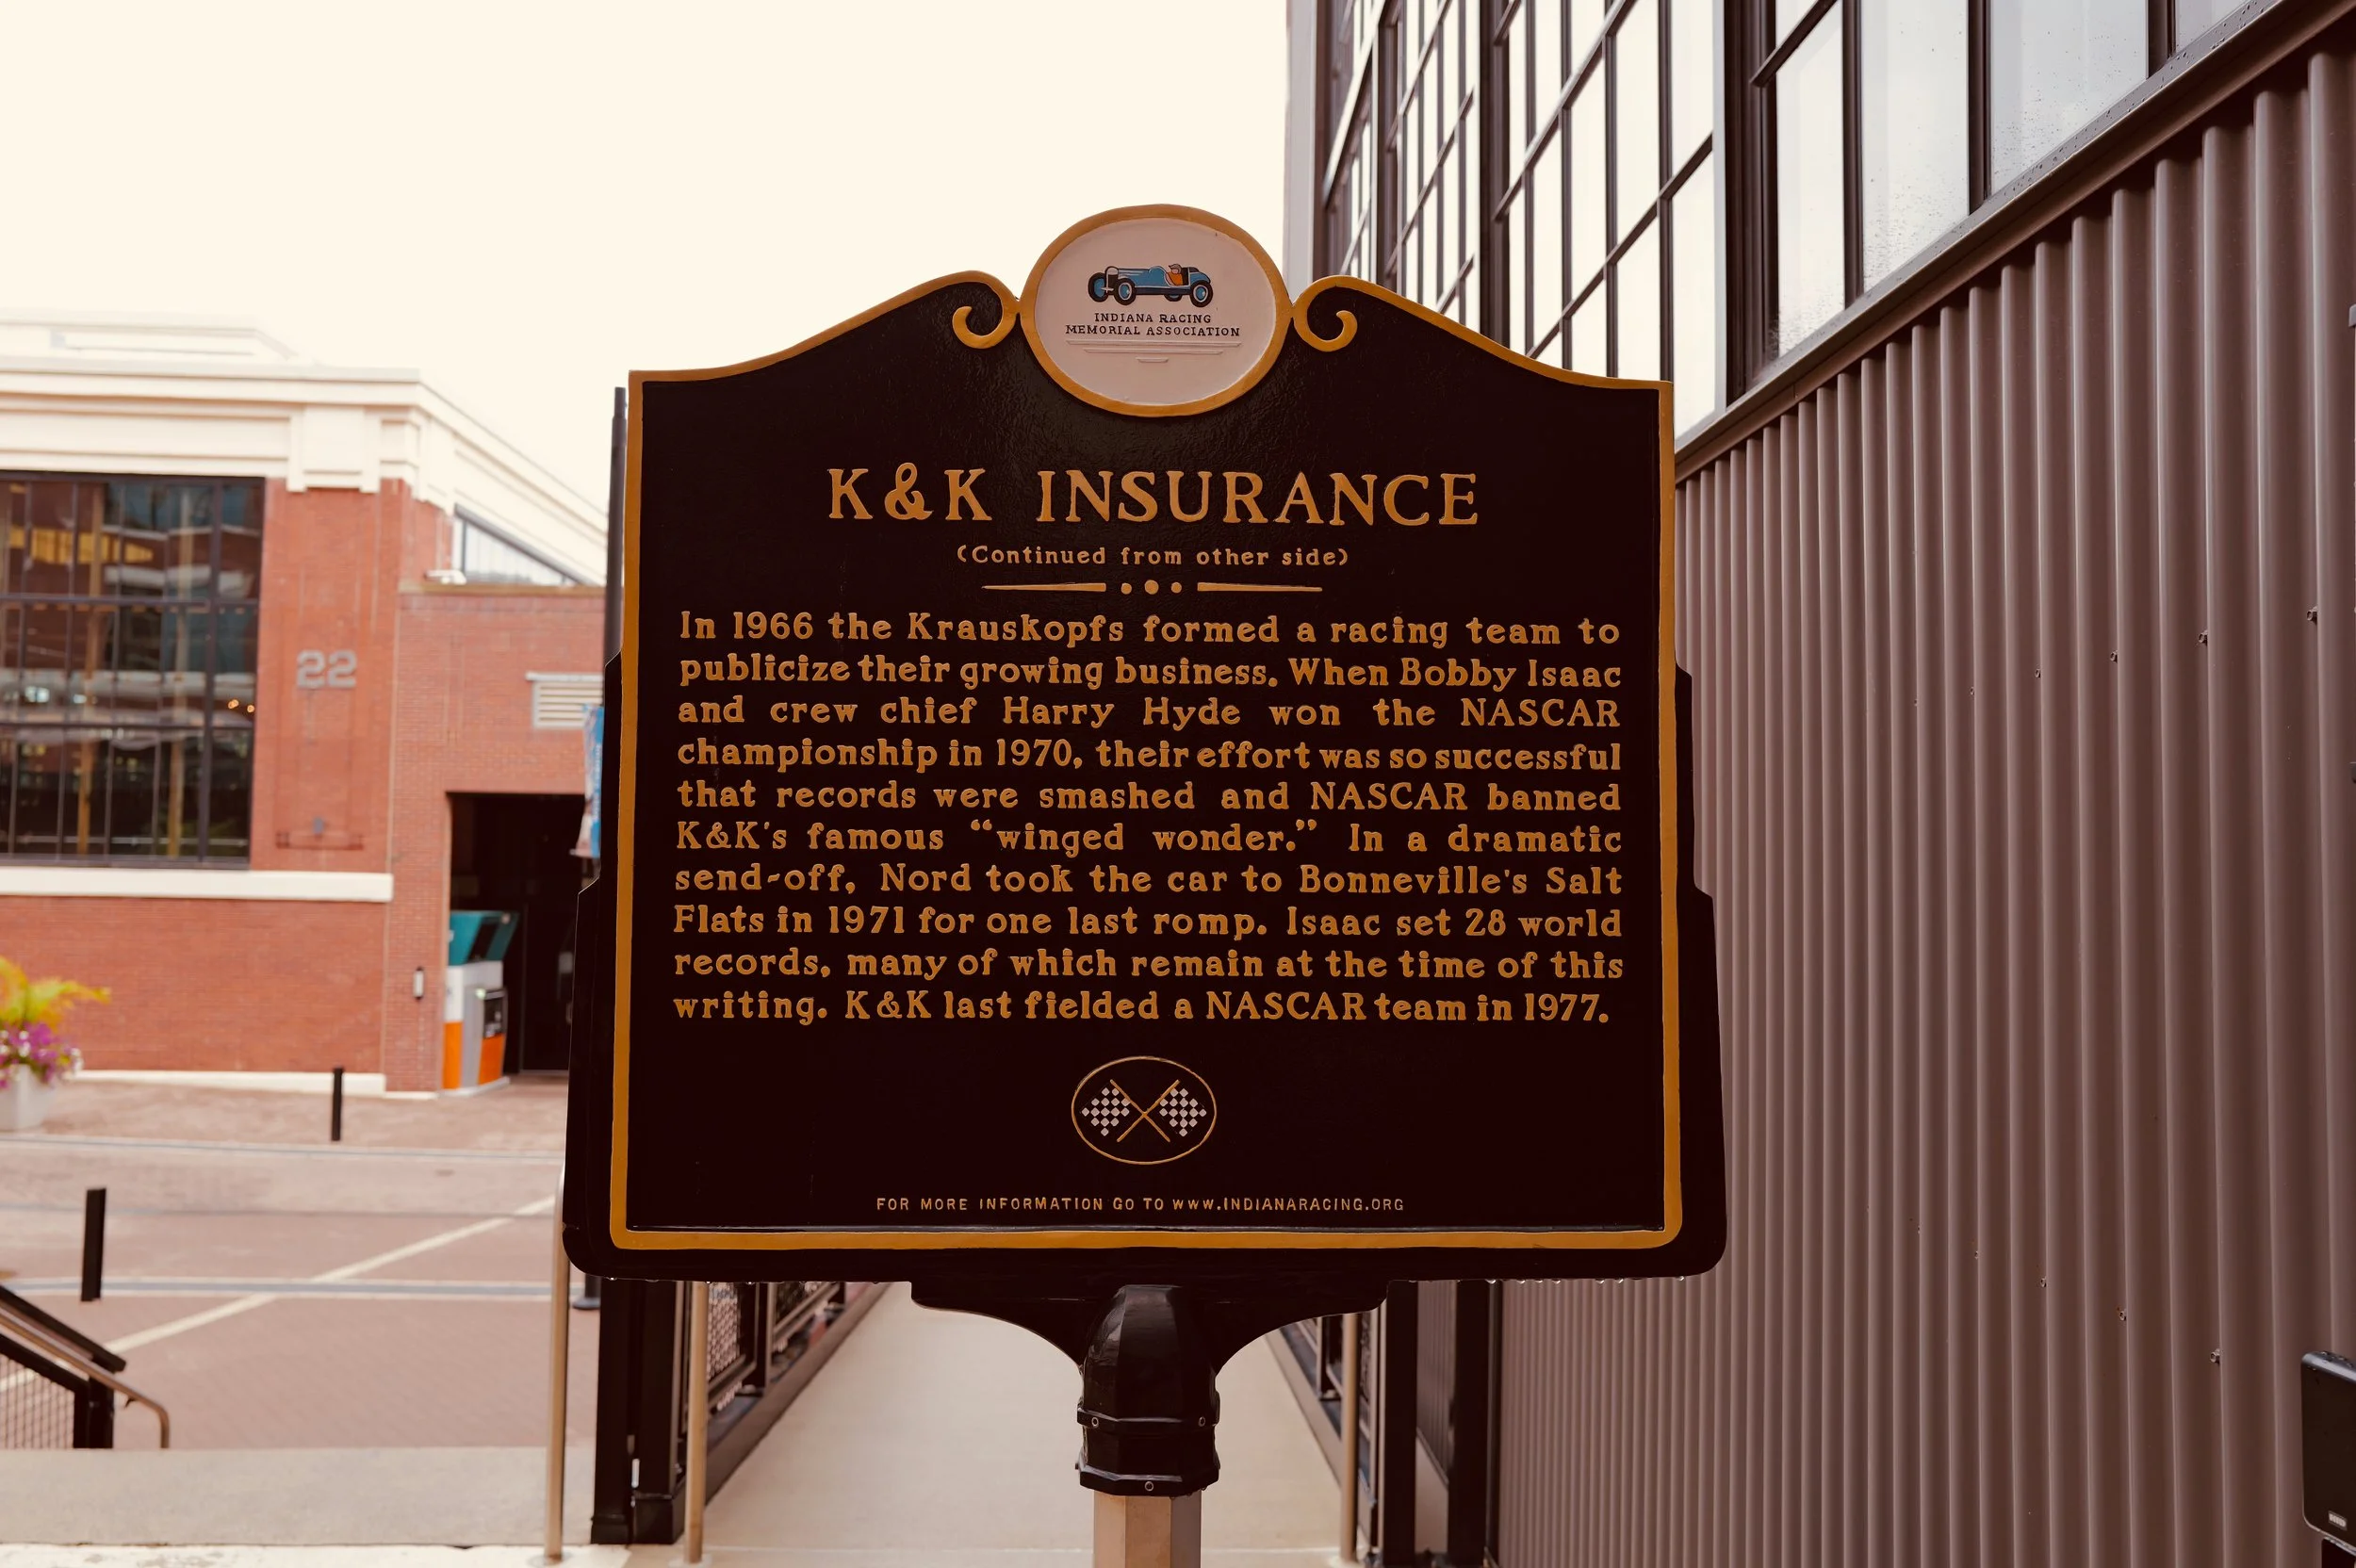 INDIANA RACING
MEMORIAL ASSOCIATION
K&K INSURANCE
(Continued from other side)
In 1966 the Krauskopfs formed a racing team to
publicize their growing business. When Bobby Isaac
and crew chief Harry Hyde won the NASCAR
championship in 1970, their effort was so successful
that records were smashed and NASCAR banned
K&K's famous “winged wonder.” In a dramatic
send-off, Nord took the car to Bonneville's Salt
Flats in 1971 for one last romp. Isaac set 28 world
records, many of which remain at the time of this
writing. K&K last fielded a NASCAR team in 1977.
FOR MORE INFORMATION GO TO WWW.INDIANARACING.ORG
22